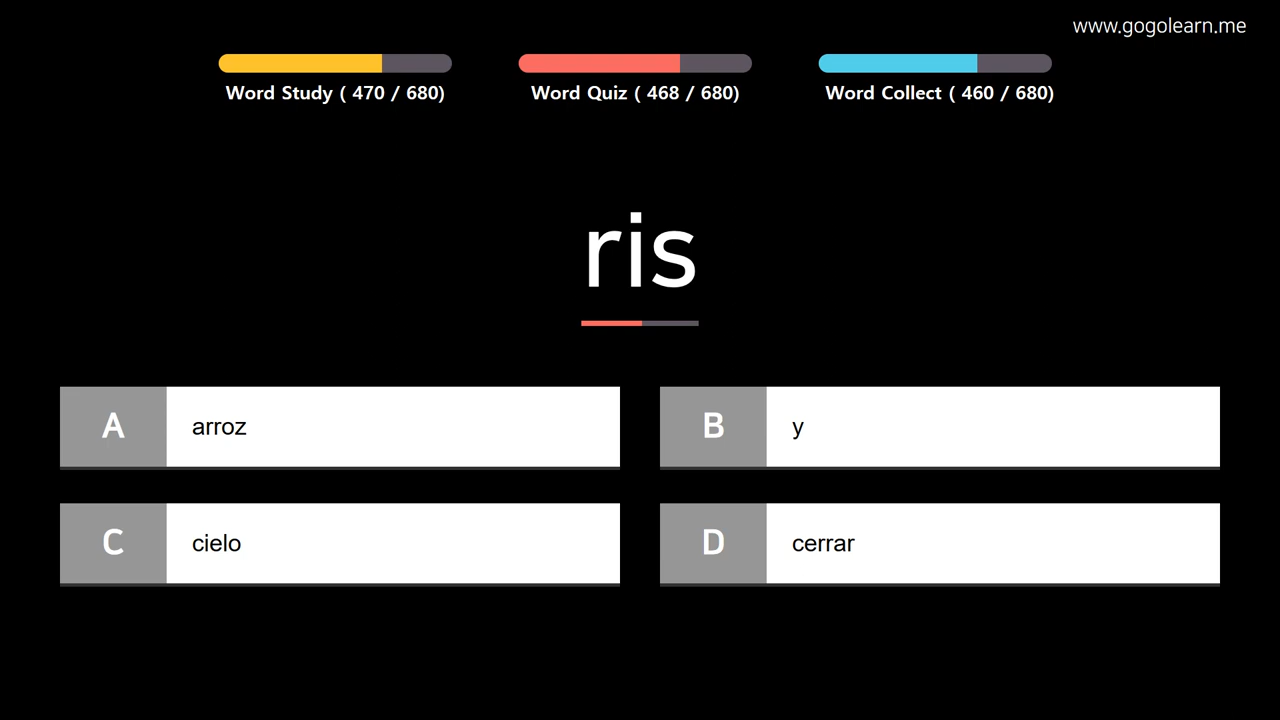 www.gogolearn.me
Word Study ( 470 / 680)
Word Quiz ( 468 / 680)
Word Collect ( 460 / 680)
ris
A arroz
B y
C cielo
D cerrar